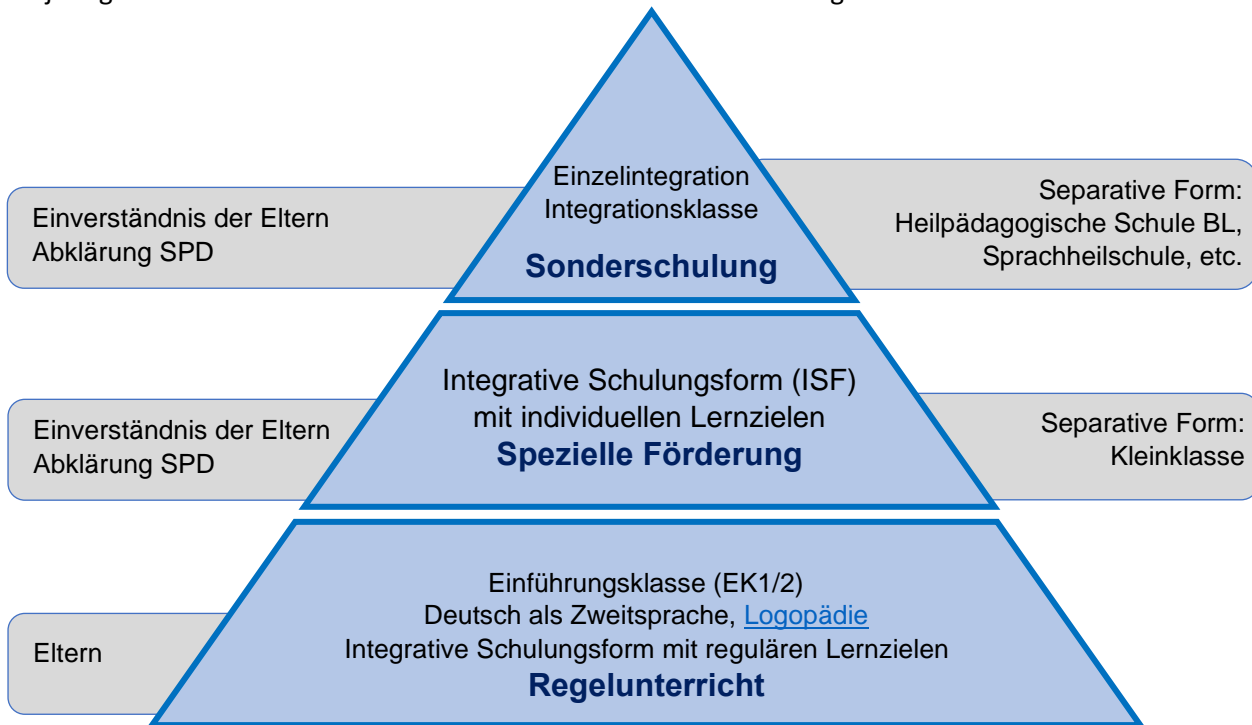 Einzelintegration
Integrationsklasse
Sonderschulung
Einverständnis der Eltern
Abklärung SPD
Separative Form:
Heilpädagogische Schule BL,
Sprachheilschule, etc.
Integrative Schulungsform (ISF)
mit individuellen Lernzielen
Spezielle Förderung
Einverständnis der Eltern
Abklärung SPD
Separative Form:
Kleinklasse
Einführungsklasse (EK1/2)
Deutsch als Zweitsprache, Logopädie
Integrative Schulungsform mit regulären Lernzielen
Regelunterricht
Eltern